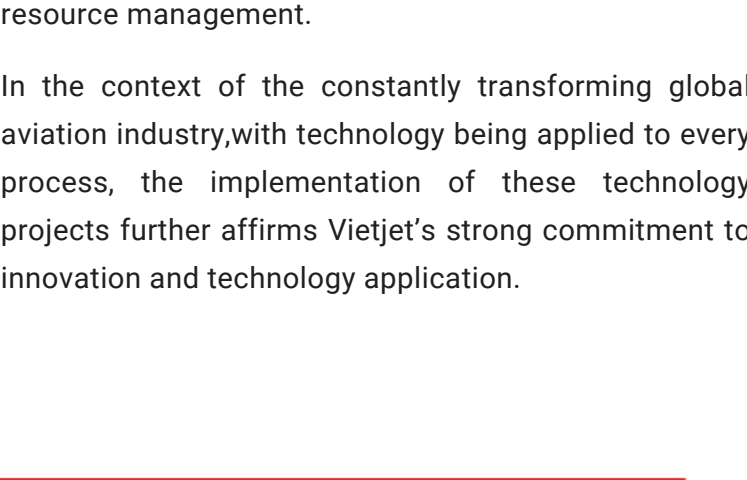 resource management.
In the context of the constantly transforming global
aviation industry,with technology being applied to every
process, the implementation of these technology
projects further affirms Vietjet’s strong commitment to
innovation and technology application.